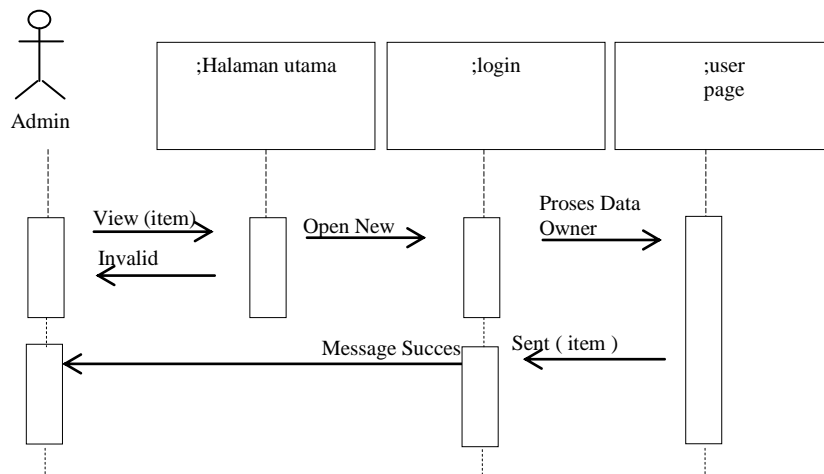 ;Halaman utama
;login
;user
page
Admin
View (item)
Open New
Proses Data
Owner
Invalid
Message Succes
Sent ( item )